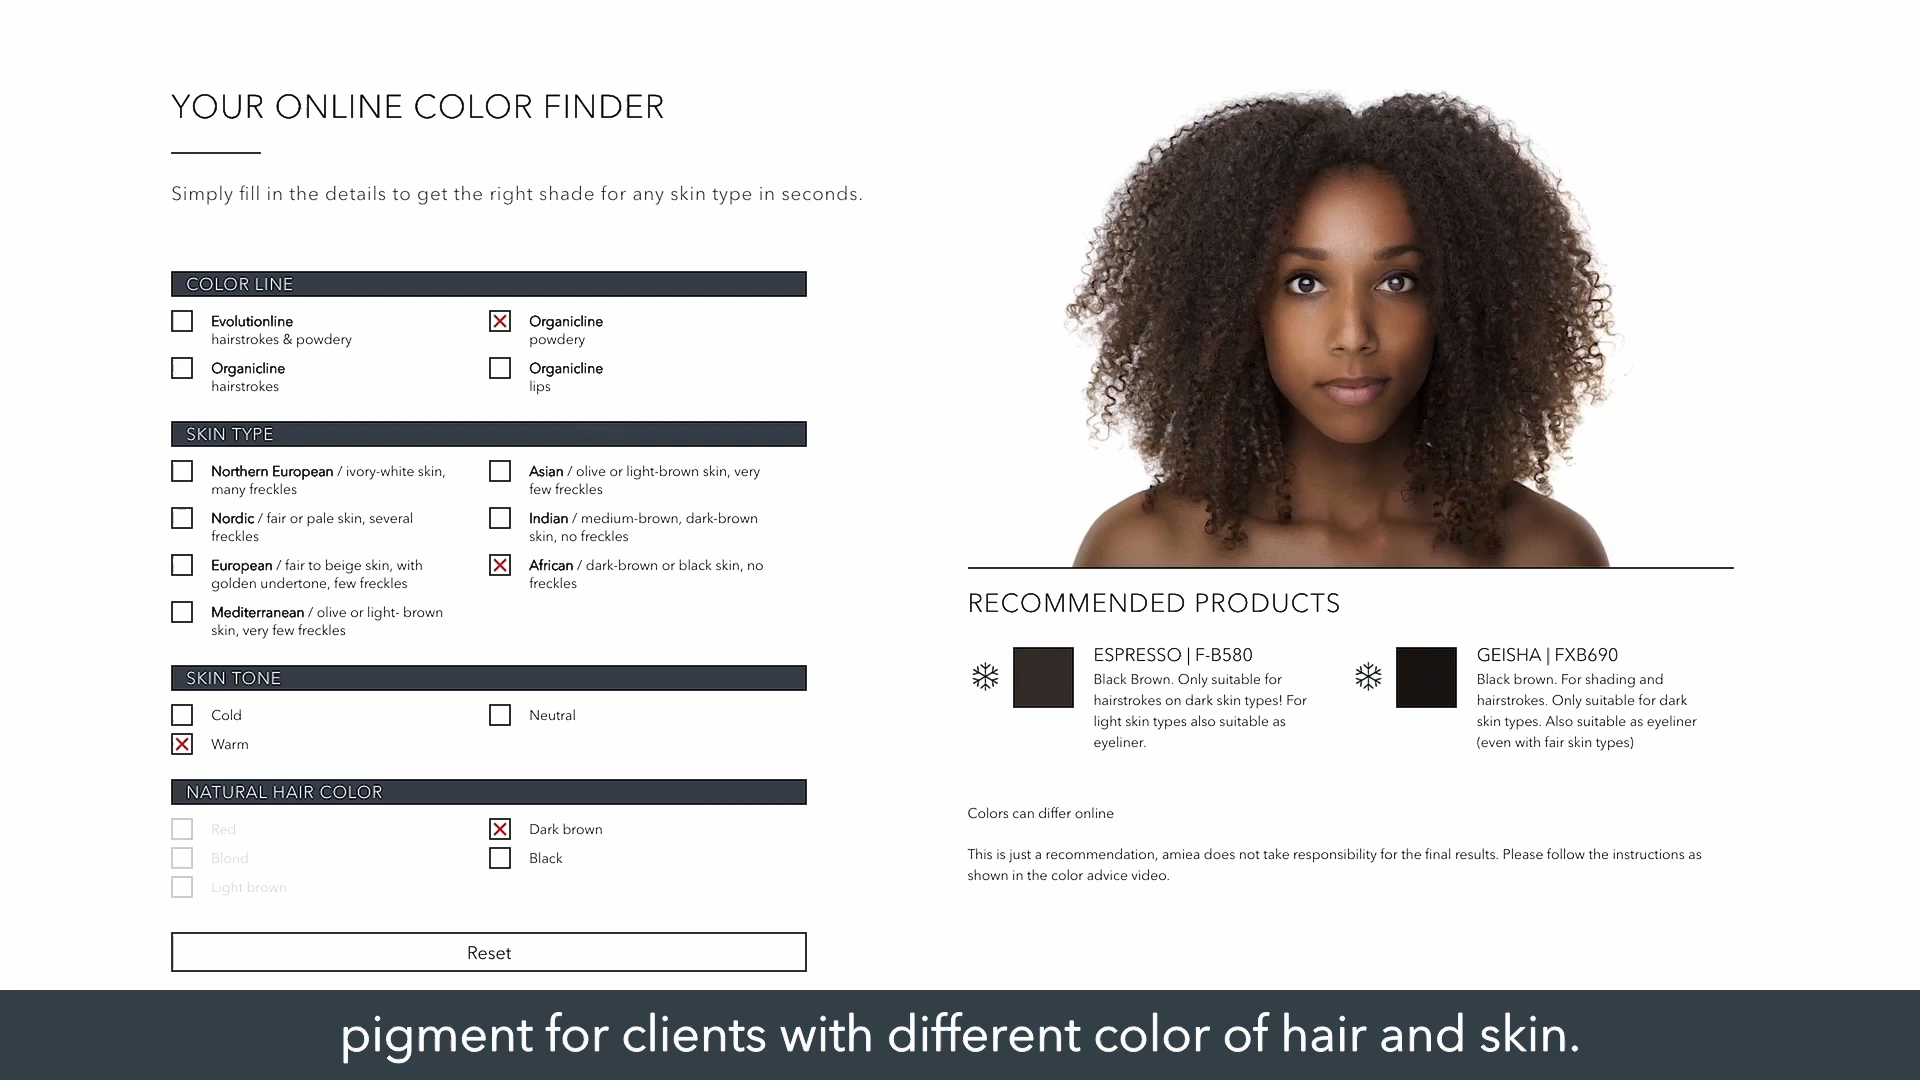 YOUR ONLINE COLOR FINDER
Simply fill in the details to get the right shade for any skin type in seconds.
COLOR LINE
Evolutionline
hairstrokes & powdery
Organicline
powdery
Organicline
hairstrokes
Organicline
lips
SKIN TYPE
Northern European / ivory-white skin,
many freckles
Asian / olive or light-brown skin, very
few freckles
Nordic / fair or pale skin, several
freckles
Indian / medium-brown, dark-brown
skin, no freckles
European / fair to beige skin, with
golden undertone, few freckles
African / dark-brown or black skin, no
freckles
Mediterranean / olive or light- brown
skin, very few freckles
SKIN TONE
Cold
Neutral
Warm
NATURAL HAIR COLOR
Red
Dark brown
Blond
Black
Light brown
Reset
RECOMMENDED PRODUCTS
ESPRESSO | F-B580
Black Brown. Only suitable for
hairstrokes on dark skin types! For
light skin types also suitable as
eyeliner.
GEISHA | FXB690
Black brown. For shading and
hairstrokes. Only suitable for dark
skin types. Also suitable as eyeliner
(even with fair skin types)
Colors can differ online
This is just a recommendation, amiea does not take responsibility for the final results. Please follow the instructions as
shown in the color advice video.
pigment for clients with different color of hair and skin.